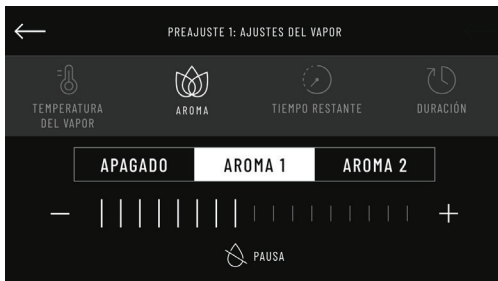 PREAJUSTE 1: AJUSTES DEL VAPOR
TEMPERATURA
DEL VAPOR
AROMA
TIEMPO RESTANTE
DURACIÓN
APAGADO
AROMA 1
AROMA 2
PAUSA